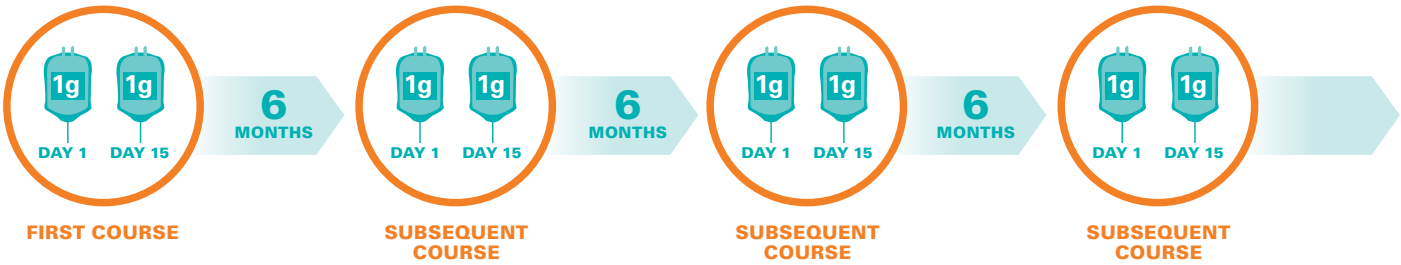 1g 1g
DAY 1 DAY 15
FIRST COURSE
6
MONTHS
1g 1g
DAY 1 DAY 15
SUBSEQUENT
COURSE
6
MONTHS
1g 1g
DAY 1 DAY 15
SUBSEQUENT
COURSE
6
MONTHS
1g 1g
DAY 1 DAY 15
SUBSEQUENT
COURSE